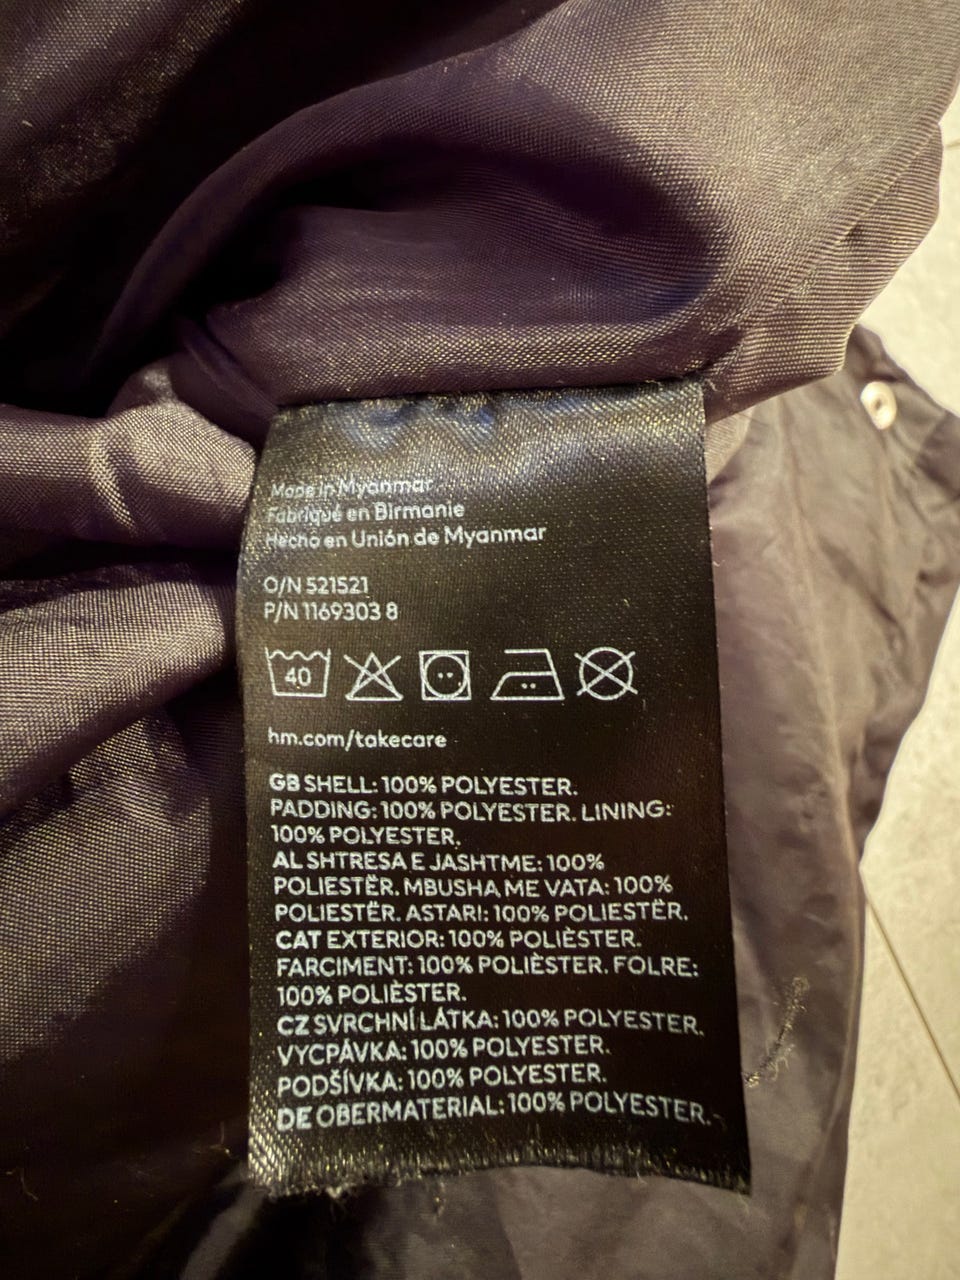 Made in Myanmar
Fabriqué en Birmanie
Hecho en Unión de Myanmar
O/N 521521
P/N 1169303 8
40
hm.com/takecare
GB SHELL: 100% POLYESTER.
PADDING: 100% POLYESTER. LINING:
100% POLYESTER.
AL SHTRESA E JASHTME: 100%
POLIESTËR. MBUSHA ME VATA: 100%
POLIESTËR. ASTARI: 100% POLIESTËR.
CAT EXTERIOR: 100% POLIÈSTER.
FARCIMENT: 100% POLIÈSTER. FOLRE:
100% POLIÈSTER.
CZ SVRCHNÍ LÁTKA: 100% POLYESTER.
VYCPÁVKA: 100% POLYESTER.
PODŠÍVKA: 100% POLYESTER.
DE OBERMATERIAL: 100% POLYESTER.